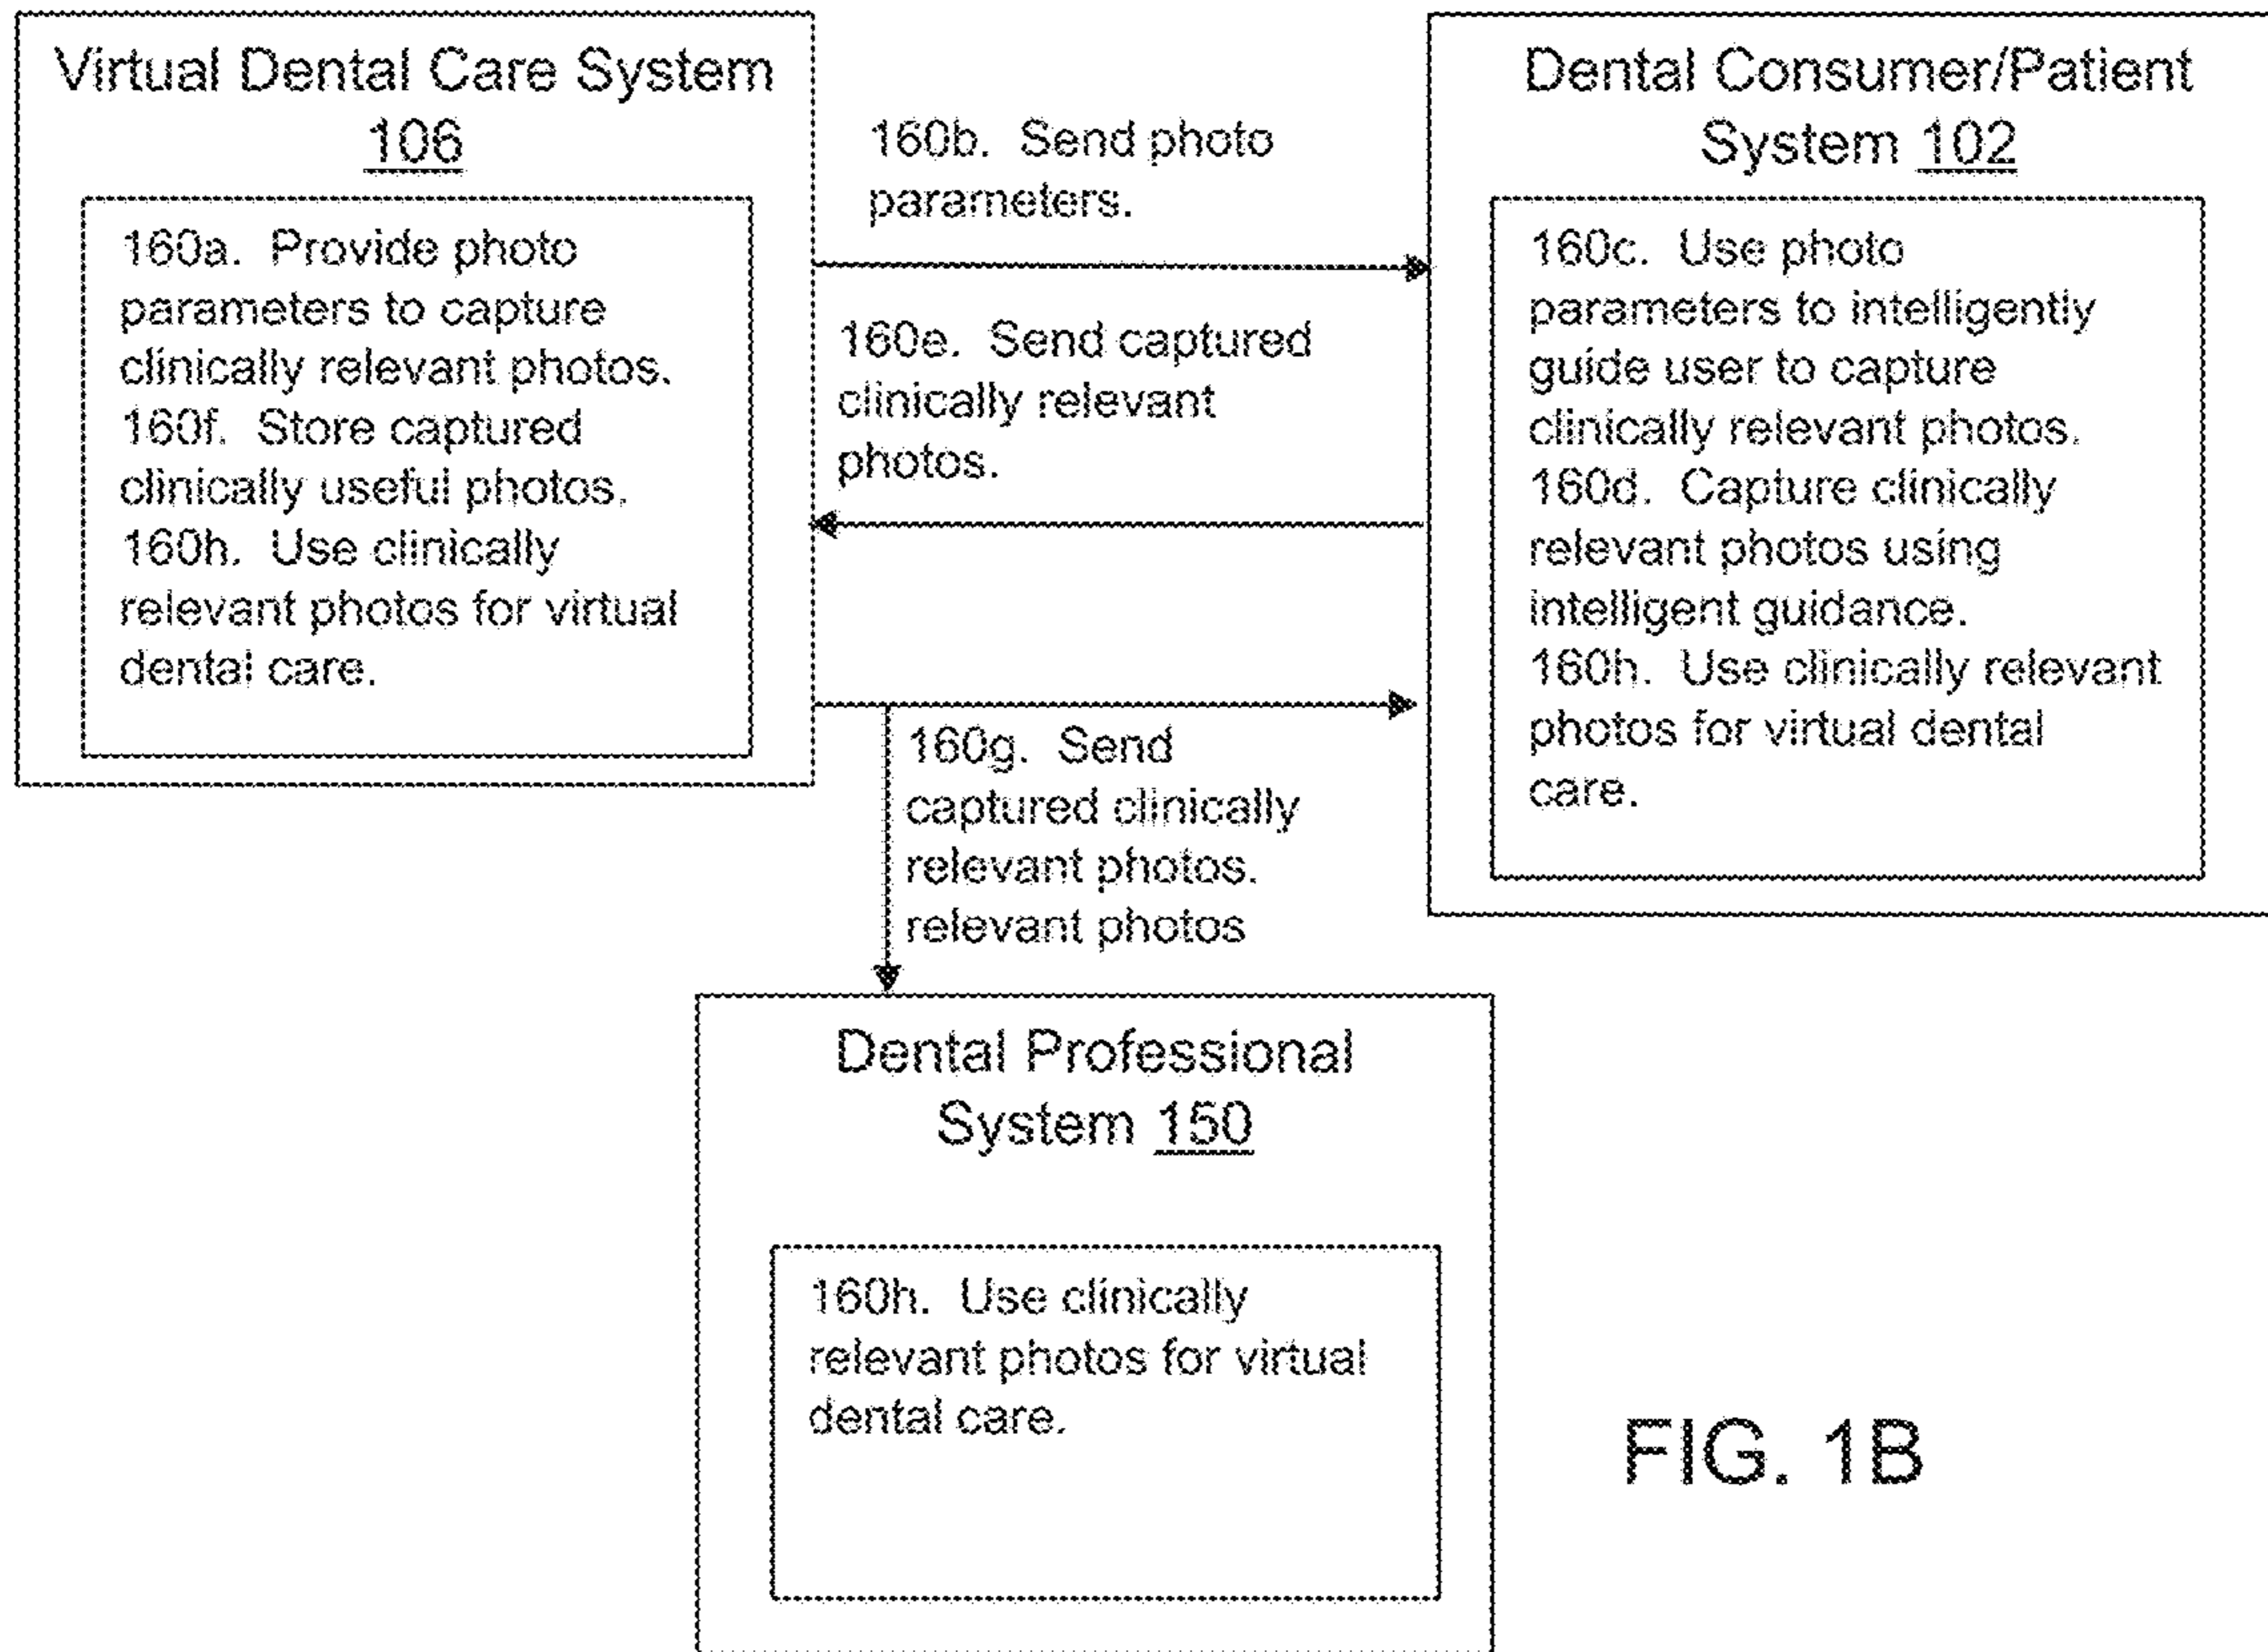 Virtual Dental Care System
106
160a. Provide photo
parameters to capture
clinically relevant photos.
160f. Store captured
clinically useful photos.
160h. Use clinically
relevant photos for virtual
dental care.
160b. Send photo
parameters.
160e. Send captured
clinically relevant
photos.
160g. Send
captured clinically
relevant photos.
relevant photos
Dental Consumer/Patient
System 102
160c. Use photo
parameters to intelligently
guide user to capture
clinically relevant photos.
160d. Capture clinically
relevant photos using
intelligent guidance.
160h. Use clinically relevant
photos for virtual dental
care.
Dental Professional
System 150
160h. Use clinically
relevant photos for virtual
dental care.
FIG. 1B